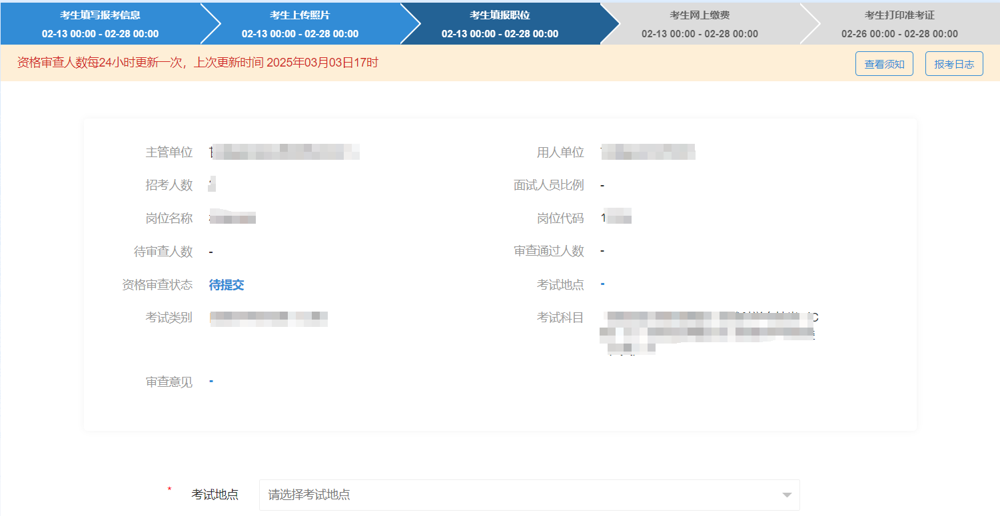 考生填写报考信息 考生上传照片 考生填报职位 考生网上缴费 考生打印准考证
02-13 00:00 - 02-28 00:00 02-13 00:00 - 02-28 00:00 02-13 00:00 - 02-28 00:00 02-13 00:00 - 02-28 00:00 02-26 00:00 - 02-28 00:00
资格审查人数每24小时更新一次，上次更新时间 2025年03月03日17时 查看须知 报考日志
主管单位 用人单位
招考人数 面试人员比例 -
岗位名称 岗位代码 1
待审查人数 - 审查通过人数 -
资格审查状态 待提交 考试地点 -
考试类别 考试科目
审查意见 -
* 考试地点 请选择考试地点